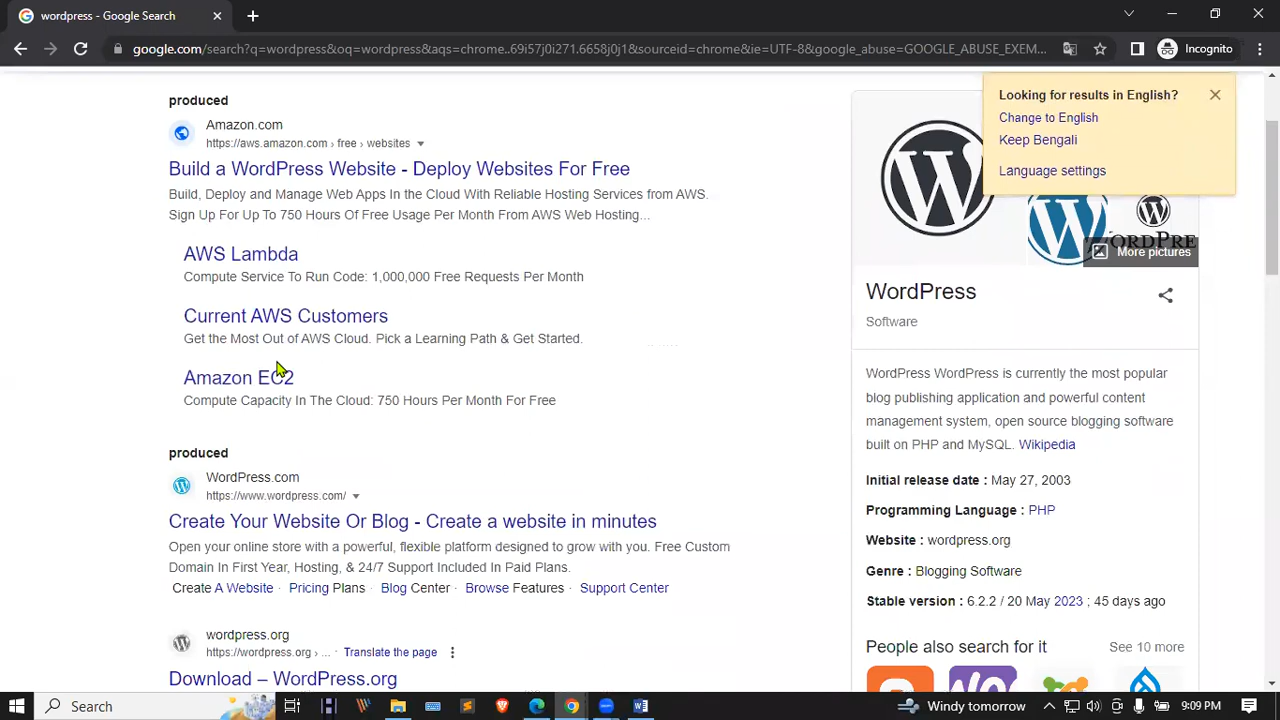 wordpress - Google Search
google.com/search?q=wordpress&oq=wordpress&aqs=chrome..69i57j0i271.6658j0j1&sourceid=chrome&ie=UTF-8&google_abuse=GOOGLE_ABUSE_EXEM...
Incognito
produced
Amazon.com
https://aws.amazon.com › free › websites
Build a WordPress Website - Deploy Websites For Free
Build, Deploy and Manage Web Apps In the Cloud With Reliable Hosting Services from AWS.
Sign Up For Up To 750 Hours Of Free Usage Per Month From AWS Web Hosting...
AWS Lambda
Compute Service To Run Code: 1,000,000 Free Requests Per Month
Current AWS Customers
Get the Most Out of AWS Cloud. Pick a Learning Path & Get Started.
Amazon EC2
Compute Capacity In The Cloud: 750 Hours Per Month For Free
produced
WordPress.com
https://www.wordpress.com/
Create Your Website Or Blog - Create a website in minutes
Open your online store with a powerful, flexible platform designed to grow with you. Free Custom
Domain In First Year, Hosting, & 24/7 Support Included In Paid Plans.
Create A Website · Pricing Plans · Blog Center · Browse Features · Support Center
wordpress.org
https://wordpress.org › ... · Translate the page
Download – WordPress.org
Looking for results in English?
Change to English
Keep Bengali
Language settings
More pictures
WordPress
Software
WordPress WordPress is currently the most popular
blog publishing application and powerful content
management system, open source blogging software
built on PHP and MySQL. Wikipedia
Initial release date : May 27, 2003
Programming Language : PHP
Website : wordpress.org
Genre : Blogging Software
Stable version : 6.2.2 / 20 May 2023 ; 45 days ago
People also search for it
See 10 more
Search
Windy tomorrow
9:09 PM